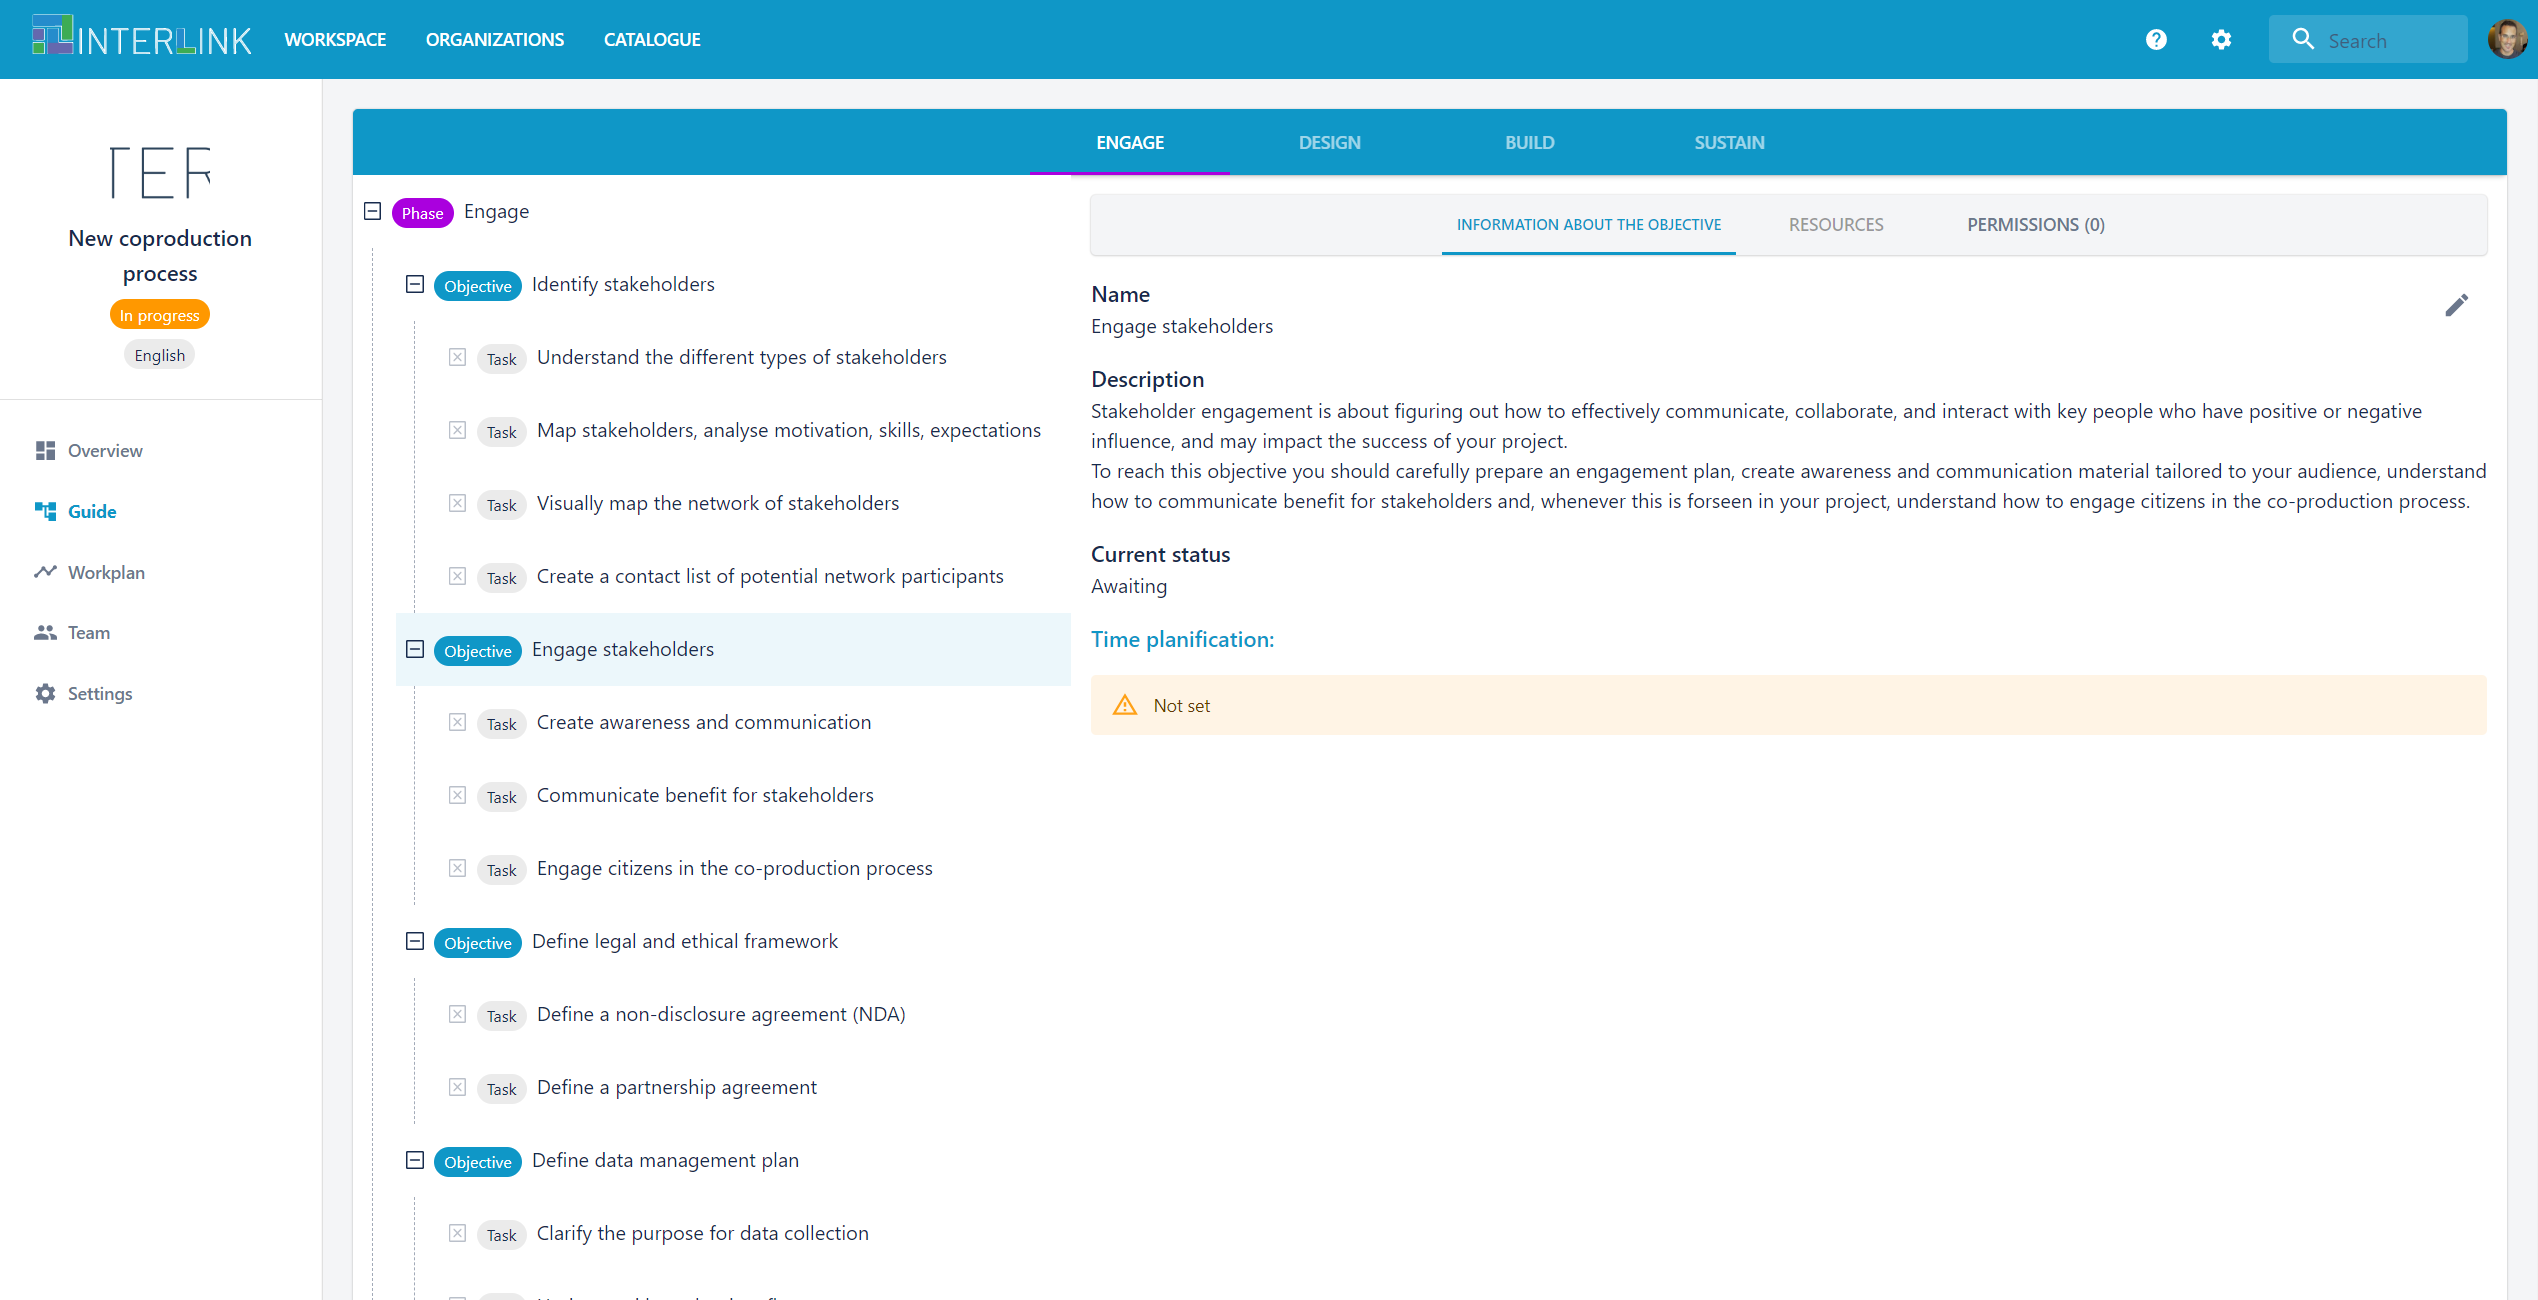 INTERLINK
WORKSPACE
ORGANIZATIONS
CATALOGUE
Search
TER
New coproduction
process
In progress
English
Overview
Guide
Workplan
Team
Settings
ENGAGE
DESIGN
BUILD
SUSTAIN
Phase Engage
Objective Identify stakeholders
Task Understand the different types of stakeholders
Task Map stakeholders, analyse motivation, skills, expectations
Task Visually map the network of stakeholders
Task Create a contact list of potential network participants
Objective Engage stakeholders
Task Create awareness and communication
Task Communicate benefit for stakeholders
Task Engage citizens in the co-production process
Objective Define legal and ethical framework
Task Define a non-disclosure agreement (NDA)
Task Define a partnership agreement
Objective Define data management plan
Task Clarify the purpose for data collection
INFORMATION ABOUT THE OBJECTIVE
RESOURCES
PERMISSIONS (0)
Name
Engage stakeholders
Description
Stakeholder engagement is about figuring out how to effectively communicate, collaborate, and interact with key people who have positive or negative
influence, and may impact the success of your project.
To reach this objective you should carefully prepare an engagement plan, create awareness and communication material tailored to your audience, understand
how to communicate benefit for stakeholders and, whenever this is forseen in your project, understand how to engage citizens in the co-production process.
Current status
Awaiting
Time planification:
Not set